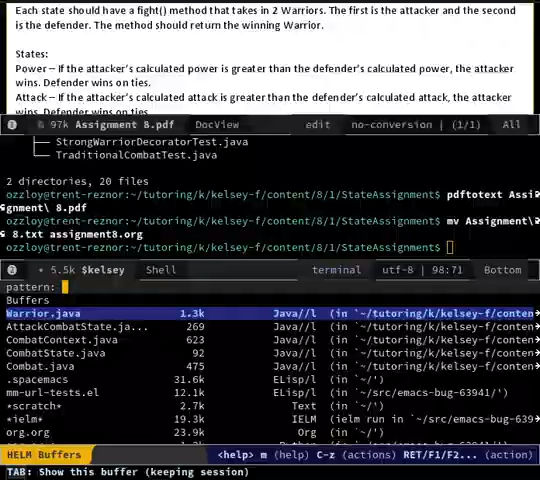 Each state should have a fight() method that takes in 2 Warriors. The first is the attacker and the second
is the defender. The method should return the winning Warrior.
States:
Power – If the attacker's calculated power is greater than the defender's calculated power, the attacker
wins. Defender wins on ties.
Attack – If the attacker's calculated attack is greater than the defender's calculated attack, the attacker
wins. Defender wins on ties.
97k Assignment 8.pdf DocView edit no-conversion | (1/1) All
├── StrongWarriorDecoratorTest.java
└── TraditionalCombatTest.java
2 directories, 20 files
ozzloy@trent-reznor:~/tutoring/k/kelsey-f/content/8/1/StateAssignment$ pdftotext Assi
gnment\ 8.pdf
ozzloy@trent-reznor:~/tutoring/k/kelsey-f/content/8/1/StateAssignment$ mv Assignment\
8.txt assignment8.org
ozzloy@trent-reznor:~/tutoring/k/kelsey-f/content/8/1/StateAssignment$
2 • 5.5k $kelsey Shell terminal utf-8 | 98:71 Bottom
pattern:
Buffers
Warrior.java 1.3k Java//l (in `~/tutoring/k/kelsey-f/conten
AttackCombatState.ja... 269 Java//l (in `~/tutoring/k/kelsey-f/conten
CombatContext.java 623 Java//l (in `~/tutoring/k/kelsey-f/conten
CombatState.java 92 Java//l (in `~/tutoring/k/kelsey-f/conten
Combat.java 475 Java//l (in `~/tutoring/k/kelsey-f/conten
.spacemacs 31.6k ELisp/l (in `~/')
mm-url-tests.el 12.1k ELisp/l (in `~/src/emacs-bug-63941/')
*scratch* 2.7k Text (in `~/')
*ielm* 19.3k IELM (ielm run in `~/src/emacs-bug-639
org.org 23.9k Org (in `~/')
HELM Buffers <help> m (help) C-z (actions) RET/F1/F2... (action)
TAB: Show this buffer (keeping session)